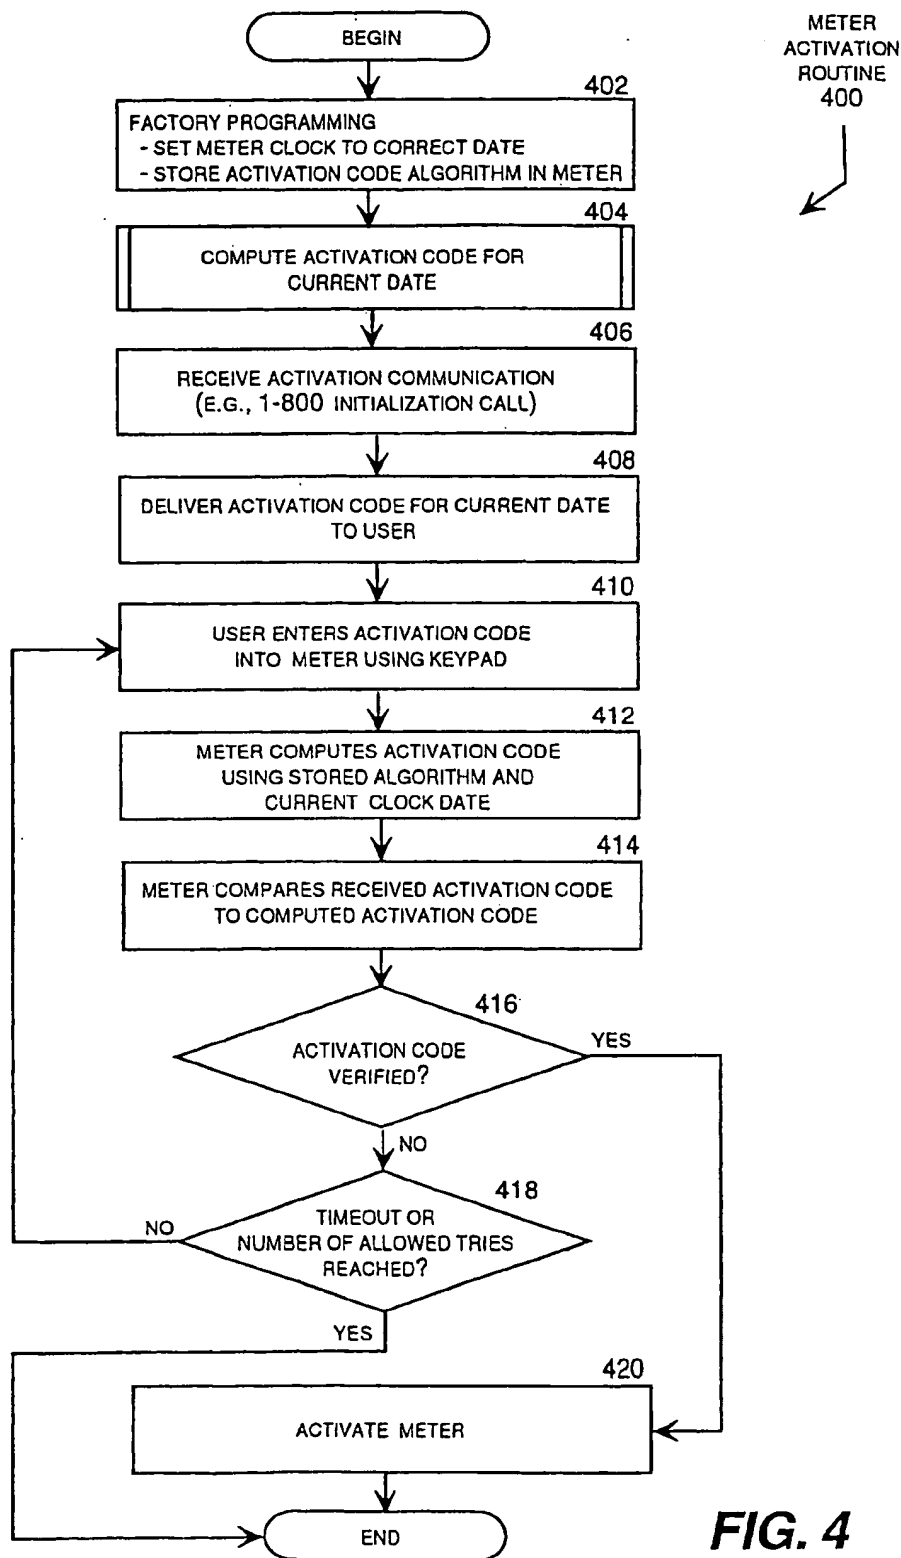 BEGIN
METER
ACTIVATION
ROUTINE
400
402
FACTORY PROGRAMMING
- SET METER CLOCK TO CORRECT DATE
- STORE ACTIVATION CODE ALGORITHM IN METER
404
COMPUTE ACTIVATION CODE FOR
CURRENT DATE
406
RECEIVE ACTIVATION COMMUNICATION
(E.G., 1-800 INITIALIZATION CALL)
408
DELIVER ACTIVATION CODE FOR CURRENT DATE
TO USER
410
USER ENTERS ACTIVATION CODE
INTO METER USING KEYPAD
412
METER COMPUTES ACTIVATION CODE
USING STORED ALGORITHM AND
CURRENT CLOCK DATE
414
METER COMPARES RECEIVED ACTIVATION CODE
TO COMPUTED ACTIVATION CODE
416
ACTIVATION CODE
VERIFIED?
YES
NO
418
TIMEOUT OR
NUMBER OF ALLOWED TRIES
REACHED?
NO
YES
420
ACTIVATE METER
END
FIG. 4